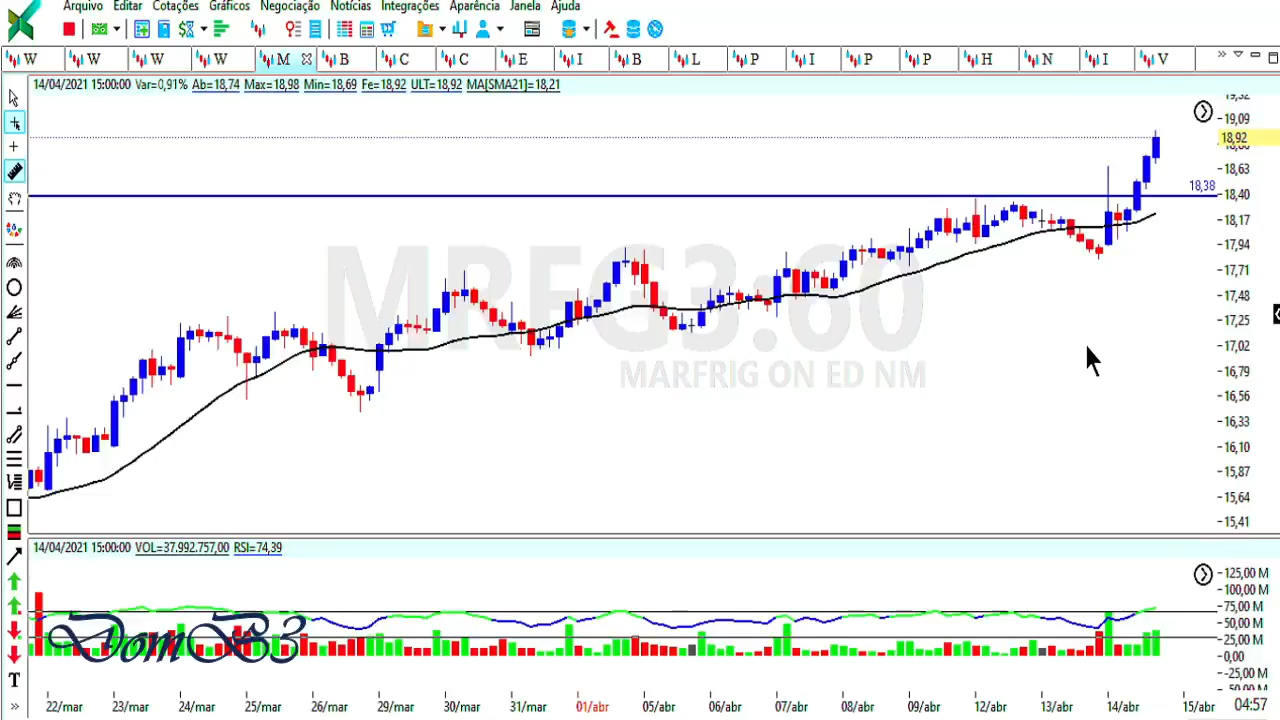 Arquivo Editar Cotações Gráficos Negociação Notícias Integrações Aparência Janela Ajuda
W W W W M B C C E I B L P I P P H N I V
14/04/2021 15:00:00 Var=0,91% Ab=18,74 Max=18,98 Min=18,69 Fe=18,92 ULT=18,92 MA[SMA21]=18,21
19,09
18,92
18,63
18,38
18,40
18,17
17,94
17,71
17,48
17,25
17,02
16,79
16,56
16,33
16,10
15,87
15,64
15,41
MRFG3:60
MARFRIG ON ED NM
14/04/2021 15:00:00 VOL=37.992.757,00 RSI=74,39
125,00 M
100,00 M
75,00 M
50,00 M
25,00 M
0,00
-25,00 M
DomB3
T
22/mar 23/mar 24/mar 25/mar 26/mar 29/mar 30/mar 31/mar 01/abr 05/abr 06/abr 07/abr 08/abr 09/abr 12/abr 13/abr 14/abr 15/abr 04:57